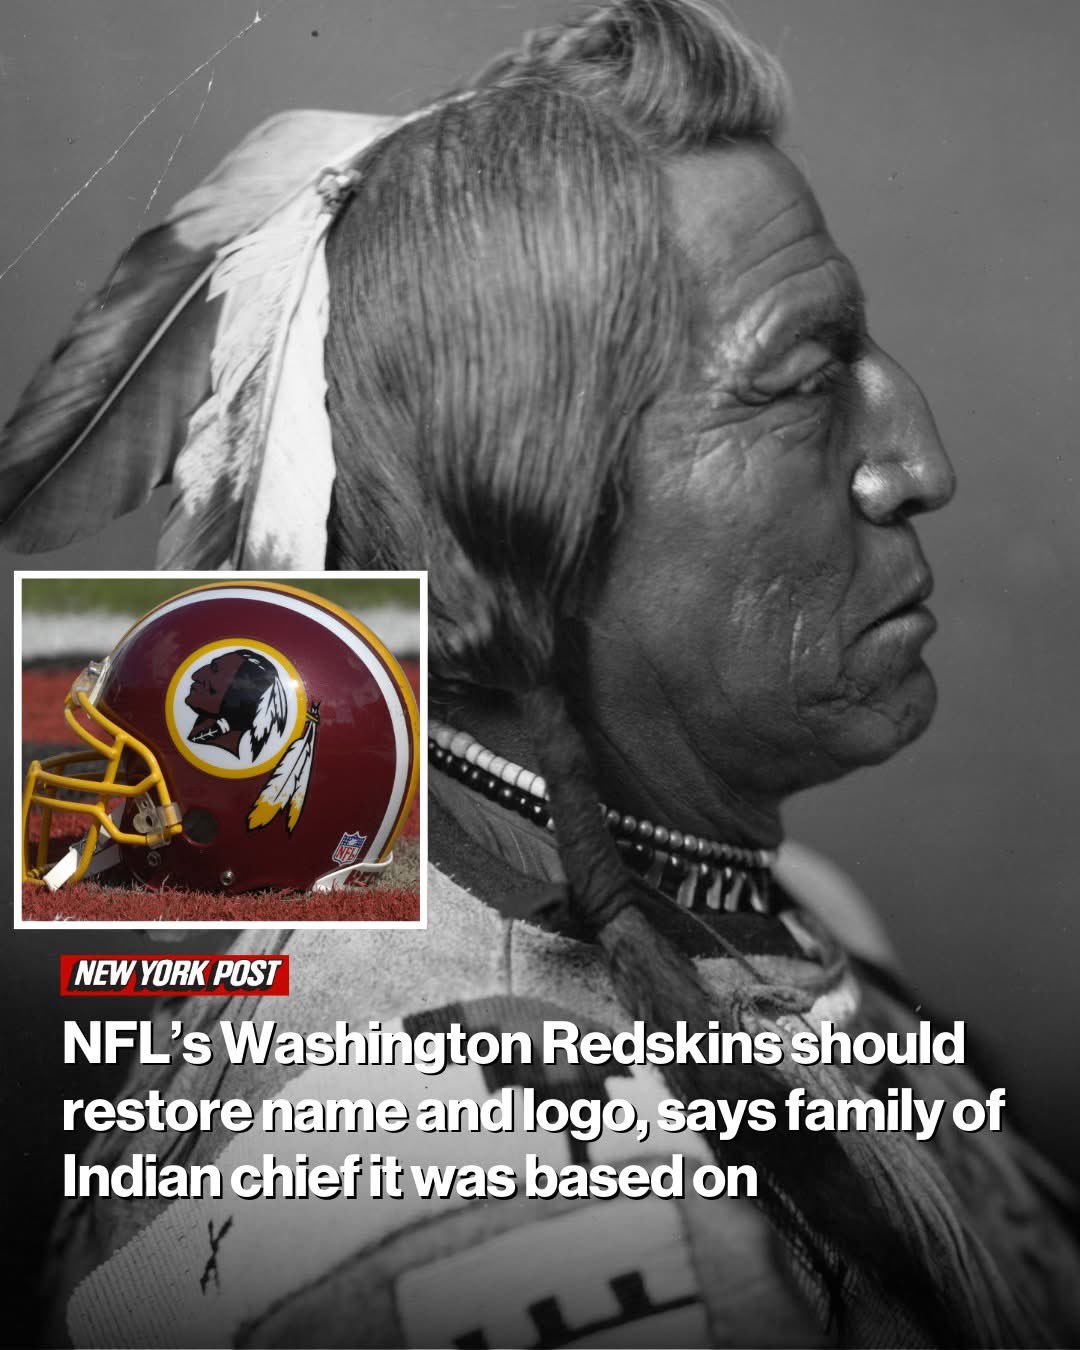 NFL
NEW YORK POST
NFL's Washington Redskins should
restore name and logo, says family of
Indian chief it was based on